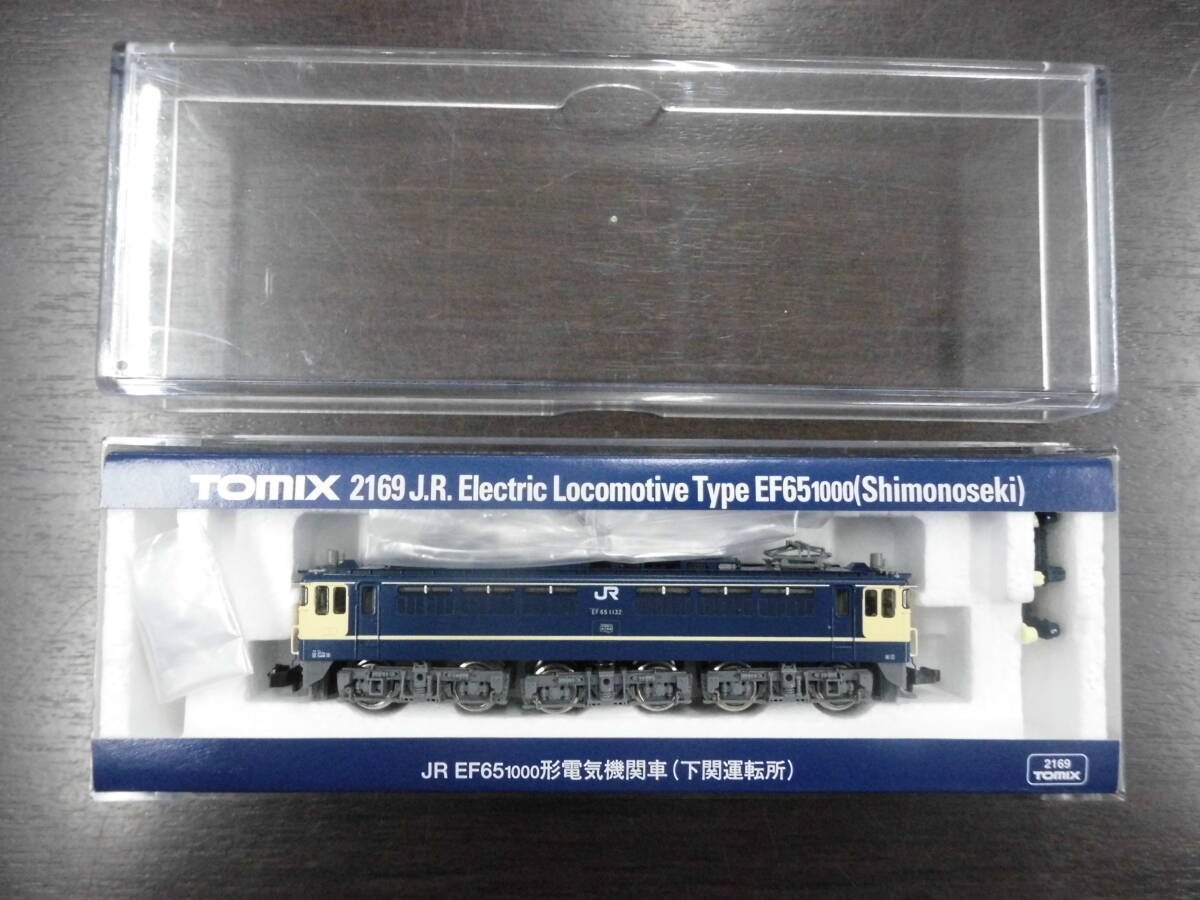 TOMIX 2169 J.R. Electric Locomotive Type EF651000(Shimonoseki)
JR
EF65 1132
JR EF651000形電気機関車(下関運転所)
2169
TOMIX